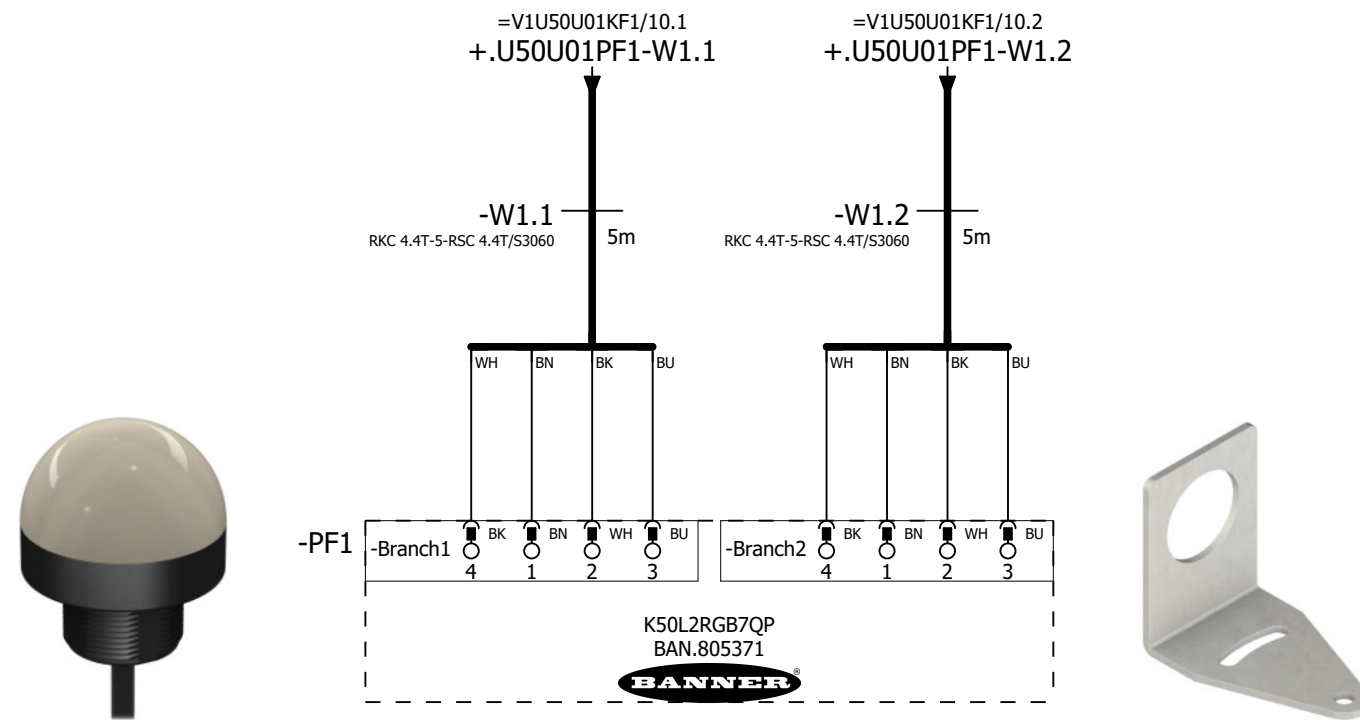 =V1U50U01KF1/10.1
+.U50U01PF1-W1.1
=V1U50U01KF1/10.2
+.U50U01PF1-W1.2
-W1.1
RKC 4.4T-5-RSC 4.4T/S3060
5m
-W1.2
RKC 4.4T-5-RSC 4.4T/S3060
5m
WH BN BK BU
WH BN BK BU
-PF1
-Branch1
BK BN WH BU
4 1 2 3
-Branch2
BK BN WH BU
4 1 2 3
K50L2RGB7QP
BAN.805371
BANNER®